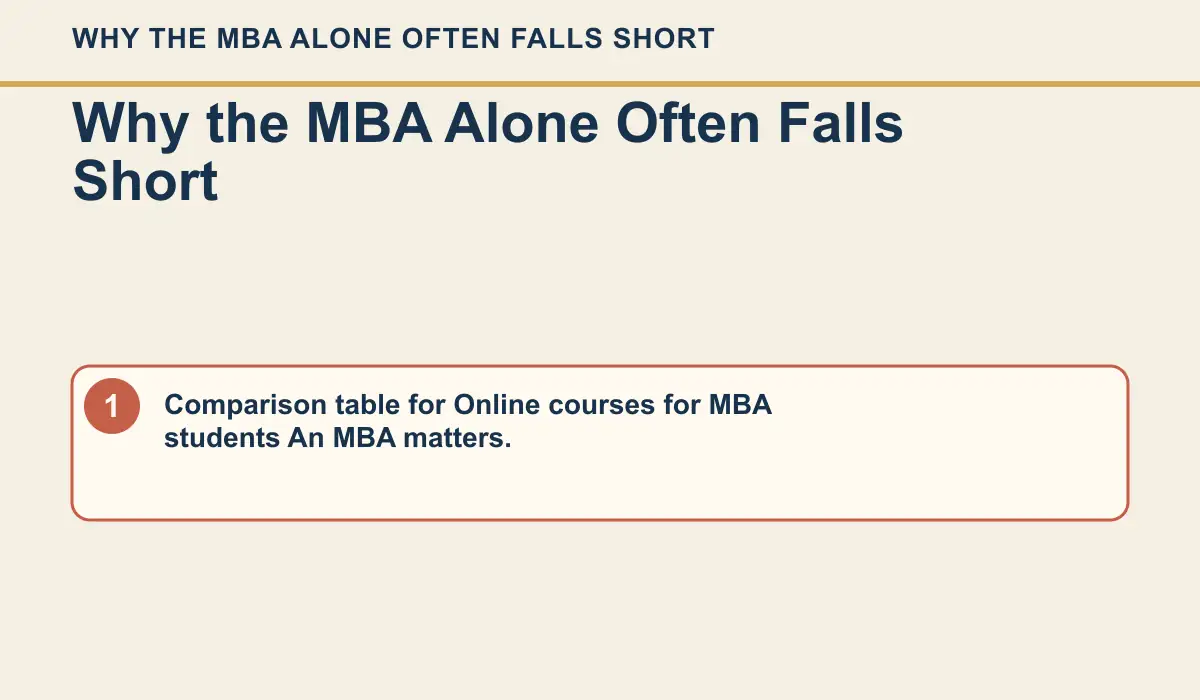 WHY THE MBA ALONE OFTEN FALLS SHORT
Why the MBA Alone Often Falls
Short
1
Comparison table for Online courses for MBA
students An MBA matters.